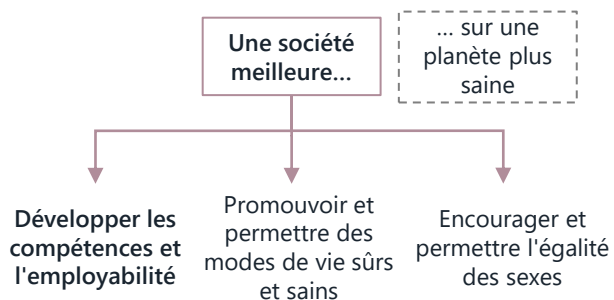 Une société
meilleure...
... sur une
planète plus
saine
Développer les
compétences et
l'employabilité
Promouvoir et
permettre des
modes de vie sûrs
et sains
Encourager et
permettre l'égalité
des sexes